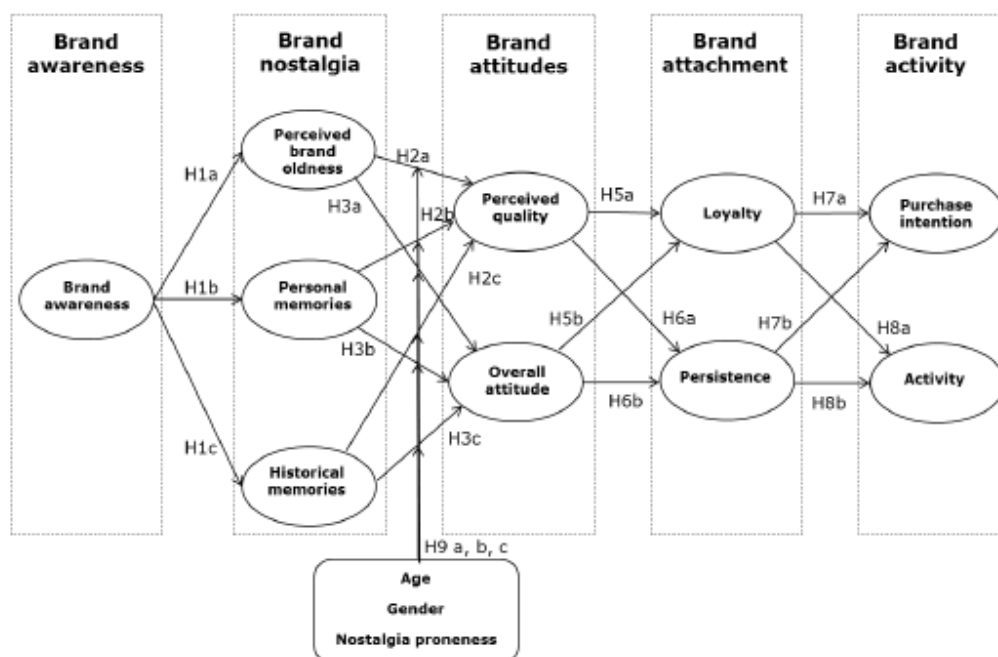 Brand
awareness
Brand
nostalgia
Brand
attitudes
Brand
attachment
Brand
activity
Perceived
brand
oldness
H2a
H1a
H3a
H2b
Perceived
quality
H5a
Loyalty
H7a
Purchase
intention
Brand
awareness
H1b
Personal
memories
H2c
H3b
H5b
H6a
H7b
H8a
Overall
attitude
H6b
Persistence
H8b
Activity
H1c
H3c
Historical
memories
H9 a, b, c
Age
Gender
Nostalgia proneness